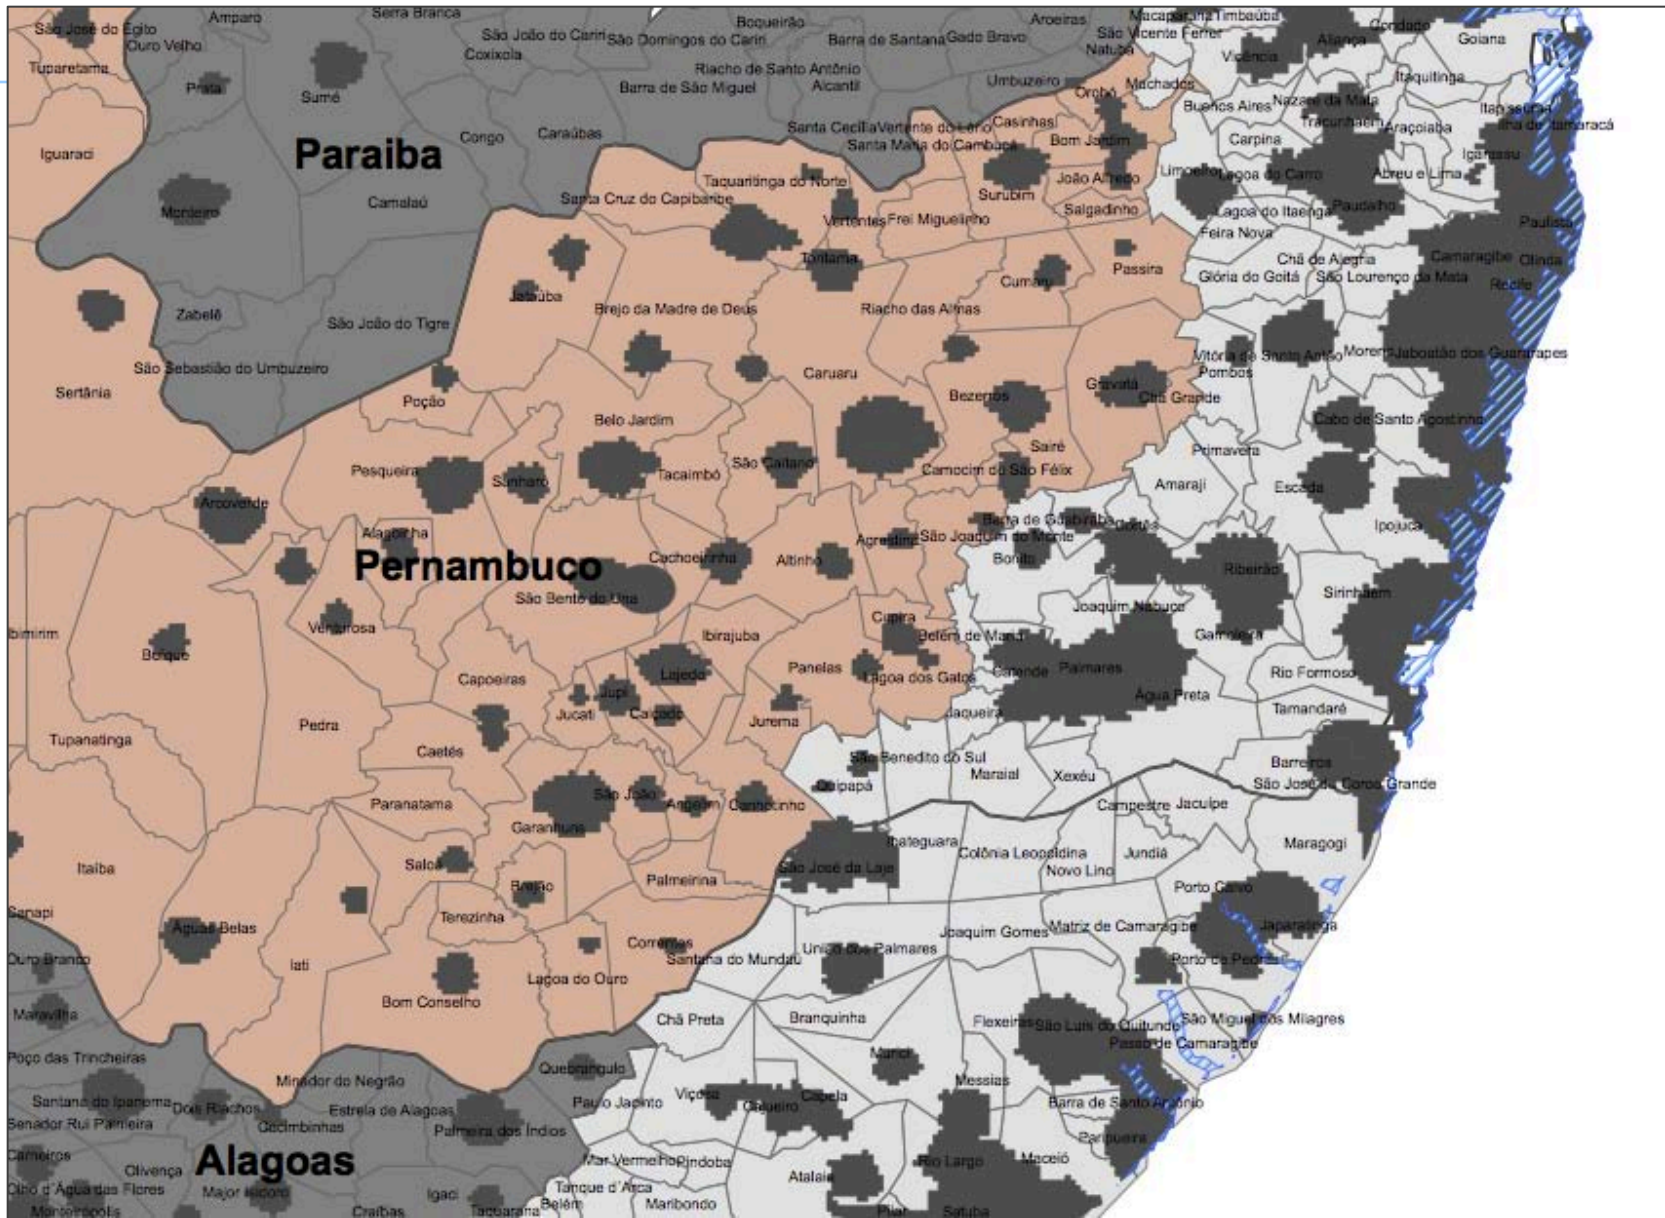 Serra Branca
Amparo
Boqueirão
Aroeiras
Macaparana
Timbaúba
Condado
São José do Egito
São João do Cariri
São Domingos do Cariri
Barra de Santana
Gado Bravo
São Vicente Ferrer
Aliança
Goiana
Ouro Velho
Coxixola
Natuba
Vicência
Tuparetama
Riacho de Santo Antônio
Umbuzeiro
Machados
Itaquitinga
Prata
Sumé
Barra de São Miguel
Alcantil
Orobó
Buenos Aires
Nazaré da Mata
Itapissuma
Tracunhaém
Araçoiaba
Ilha de Itamaracá
Congo
Caraúbas
Santa Cecília
Vertente do Lério
Casinhas
Santa Maria do Cambucá
Bom Jardim
Carpina
Iguaraci
Paraiba
Igarassu
Taquaritinga do Norte
João Alfredo
Limoeiro
Lagoa do Carro
Abreu e Lima
Monteiro
Camalaú
Santa Cruz do Capibaribe
Surubim
Vertentes
Frei Miguelinho
Salgadinho
Lagoa do Itaenga
Paudalho
Paulista
Feira Nova
Toritama
Passira
Chã de Alegria
Camaragibe
Olinda
Glória do Goitá
São Lourenço da Mata
Cumaru
Recife
Jataúba
Zabelê
São João do Tigre
Brejo da Madre de Deus
Riacho das Almas
São Sebastião do Umbuzeiro
Vitória de Santo Antão
Moreno
Jaboatão dos Guararapes
Pombos
Sertânia
Caruaru
Poção
Bezerros
Gravatá
Chã Grande
Belo Jardim
Cabo de Santo Agostinho
Sairé
Primavera
Pesqueira
Sanharó
Tacaimbó
São Caitano
Camocim de São Félix
Amaraji
Escada
Arcoverde
Alagoinha
Barra de Guabiraba
Cortês
Ipojuca
Agrestina
São Joaquim do Monte
Pernambuco
Cachoeirinha
Altinho
Bonito
Ribeirão
São Bento do Una
Sirinhaém
Joaquim Nabuco
Venturosa
Ibimirim
Ibirajuba
Cupira
Belém de Maria
Gameleira
Buíque
Capoeiras
Lajedo
Panelas
Lagoa dos Gatos
Catende
Palmares
Rio Formoso
Jupi
Água Preta
Jucati
Calçado
Jurema
Jaqueira
Tamandaré
Pedra
Tupanatinga
Caetés
São Benedito do Sul
Barreiros
Maraial
Xexéu
Quipapá
São José da Coroa Grande
Paranatama
São João
Angelim
Canhotinho
Campestre
Jacuípe
Garanhuns
Ibateguara
Maragogi
Saloá
Itaíba
São José da Laje
Colônia Leopoldina
Jundiá
Novo Lino
Brejão
Palmeirina
Porto Calvo
Canapi
Terezinha
Águas Belas
Correntes
União dos Palmares
Joaquim Gomes
Matriz de Camaragibe
Japaratinga
Ouro Branco
Iati
Santana do Mundaú
Porto de Pedras
Lagoa do Ouro
Bom Conselho
Maravilha
Chã Preta
Branquinha
Flexeiras
São Luís do Quitunde
São Miguel dos Milagres
Passo de Camaragibe
Poço das Trincheiras
Murici
Quebrangulo
Minador do Negrão
Messias
Santana do Ipanema
Dois Riachos
Estrela de Alagoas
Paulo Jacinto
Viçosa
Cajueiro
Capela
Barra de Santo Antônio
Senador Rui Palmeira
Cacimbinhas
Palmeira dos Índios
Paripueira
Carneiros
Olivença
Alagoas
Mar Vermelho
Pindoba
Rio Largo
Maceió
Atalaia
Olho d'Água das Flores
Major Isidoro
Igaci
Tanque d'Arca
Monteirópolis
Craíbas
Taquarana
Belém
Maribondo
Pilar
Satuba